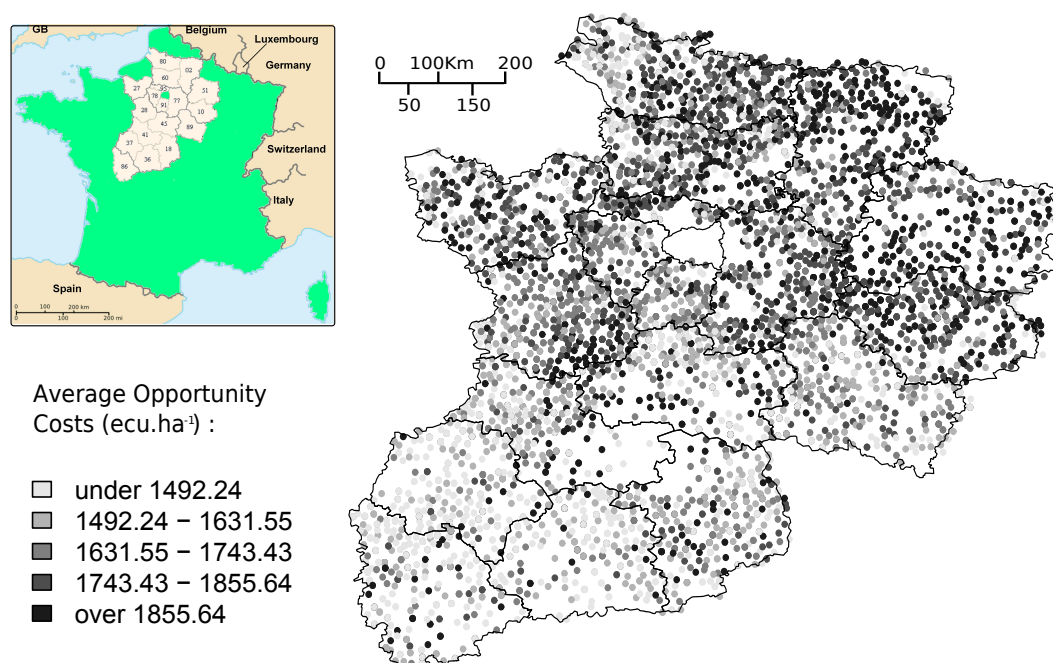 GB
Belgium
Luxembourg
Germany
80
02
60
27
95
78
77
51
91
28
10
45
89
41
37
18
36
86
Switzerland
Italy
Spain
0 100 200 km
0 100 200 mi
0 100Km 200
50 150
Average Opportunity
Costs (ecu.ha-1) :
under 1492.24
1492.24 − 1631.55
1631.55 − 1743.43
1743.43 − 1855.64
over 1855.64